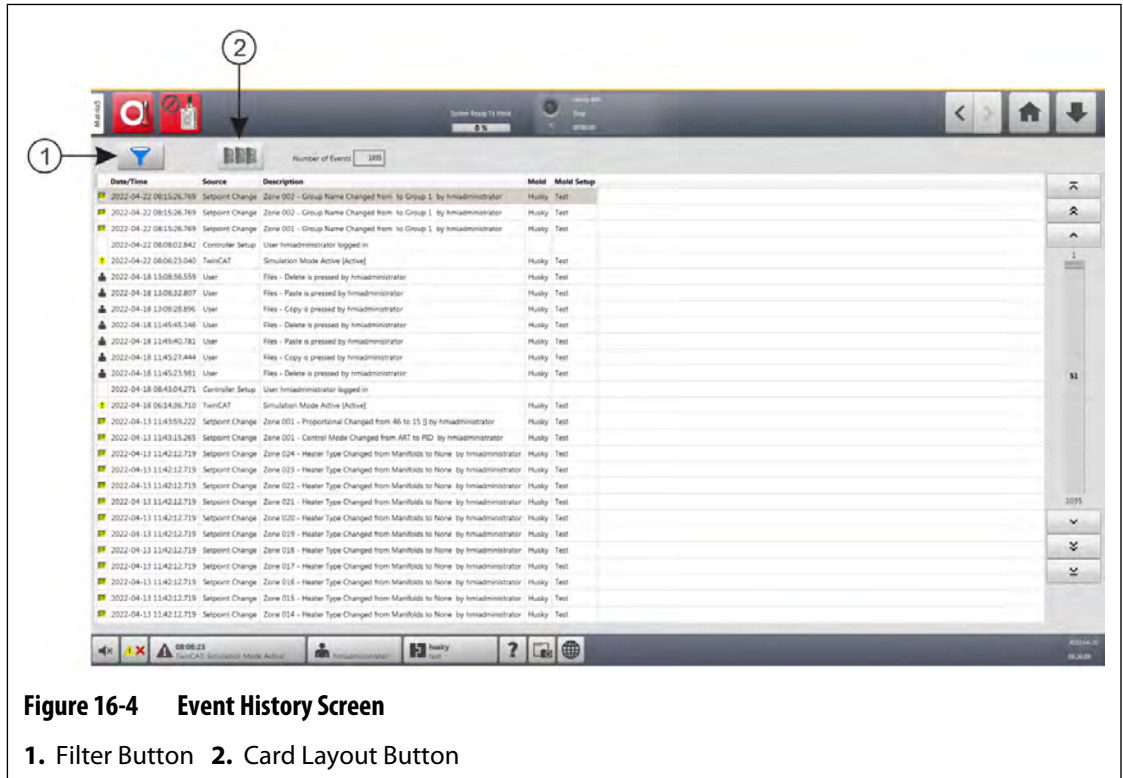 2
1
System Ready To Mold
0 %
Stop
°C
Number of Events 1035
Date/Time Source Description Mold Mold Setup
2022-04-22 08:15:26.769 Setpoint Change Zone 003 - Group Name Changed from to Group 1 by hmiadministrator Husky Test
2022-04-22 08:15:26.769 Setpoint Change Zone 002 - Group Name Changed from to Group 1 by hmiadministrator Husky Test
2022-04-22 08:15:26.769 Setpoint Change Zone 001 - Group Name Changed from to Group 1 by hmiadministrator Husky Test
2022-04-22 08:08:02.842 Controller Setup User hmiadministrator logged in
2022-04-22 08:06:23.040 TwinCAT Simulation Mode Active [Active] Husky Test
2022-04-18 13:08:36.559 User Files - Delete is pressed by hmiadministrator Husky Test
2022-04-18 13:08:32.807 User Files - Paste is pressed by hmiadministrator Husky Test
2022-04-18 13:08:28.896 User Files - Copy is pressed by hmiadministrator Husky Test
2022-04-18 11:45:45.146 User Files - Delete is pressed by hmiadministrator Husky Test
2022-04-18 11:45:40.781 User Files - Paste is pressed by hmiadministrator Husky Test
2022-04-18 11:45:27.444 User Files - Copy is pressed by hmiadministrator Husky Test
2022-04-18 11:45:23.981 User Files - Delete is pressed by hmiadministrator Husky Test
2022-04-18 08:43:04.271 Controller Setup User hmiadministrator logged in
2022-04-18 06:14:36.710 TwinCAT Simulation Mode Active [Active] Husky Test
2022-04-13 11:43:59.222 Setpoint Change Zone 001 - Proportional Changed from 46 to 15 [] by hmiadministrator Husky Test
2022-04-13 11:43:15.265 Setpoint Change Zone 001 - Control Mode Changed from ART to PID by hmiadministrator Husky Test
2022-04-13 11:42:12.719 Setpoint Change Zone 024 - Heater Type Changed from Manifolds to None by hmiadministrator Husky Test
2022-04-13 11:42:12.719 Setpoint Change Zone 023 - Heater Type Changed from Manifolds to None by hmiadministrator Husky Test
2022-04-13 11:42:12.719 Setpoint Change Zone 022 - Heater Type Changed from Manifolds to None by hmiadministrator Husky Test
2022-04-13 11:42:12.719 Setpoint Change Zone 021 - Heater Type Changed from Manifolds to None by hmiadministrator Husky Test
2022-04-13 11:42:12.719 Setpoint Change Zone 020 - Heater Type Changed from Manifolds to None by hmiadministrator Husky Test
2022-04-13 11:42:12.719 Setpoint Change Zone 019 - Heater Type Changed from Manifolds to None by hmiadministrator Husky Test
2022-04-13 11:42:12.719 Setpoint Change Zone 018 - Heater Type Changed from Manifolds to None by hmiadministrator Husky Test
2022-04-13 11:42:12.719 Setpoint Change Zone 017 - Heater Type Changed from Manifolds to None by hmiadministrator Husky Test
2022-04-13 11:42:12.719 Setpoint Change Zone 016 - Heater Type Changed from Manifolds to None by hmiadministrator Husky Test
2022-04-13 11:42:12.719 Setpoint Change Zone 015 - Heater Type Changed from Manifolds to None by hmiadministrator Husky Test
2022-04-13 11:42:12.719 Setpoint Change Zone 014 - Heater Type Changed from Manifolds to None by hmiadministrator Husky Test
1
51
1035
08:06:23
TwinCAT: Simulation Mode Active
hmiadministrator
husky
test
?
Figure 16-4 Event History Screen
1. Filter Button 2. Card Layout Button